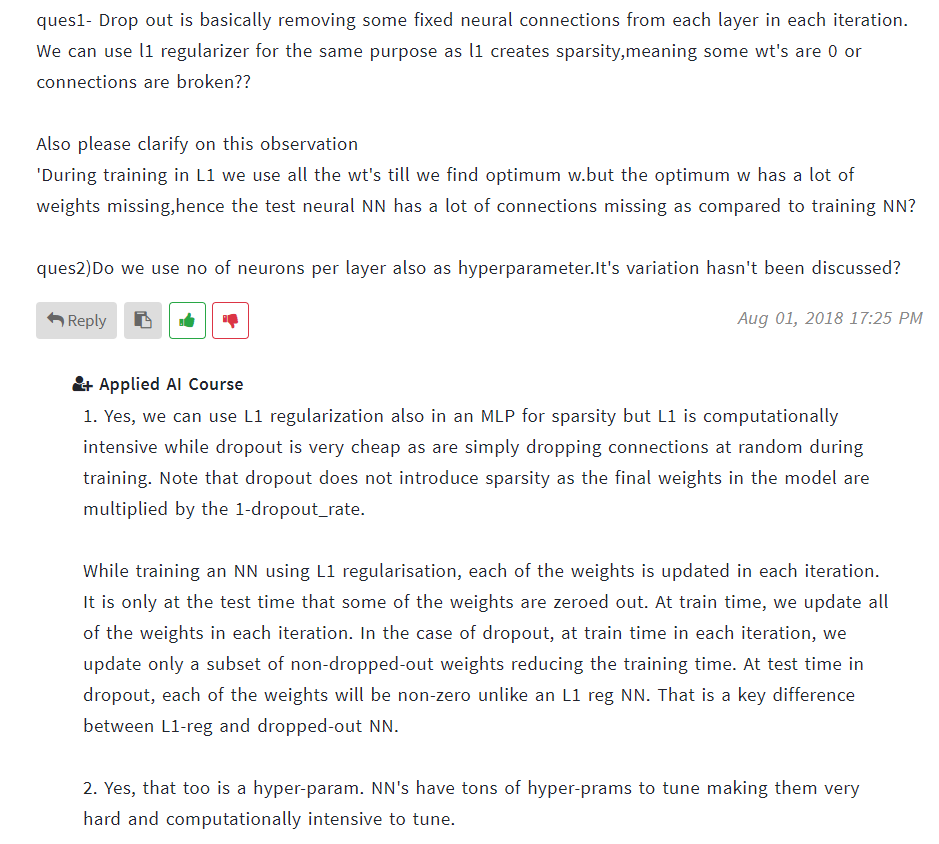 ques1- Drop out is basically removing some fixed neural connections from each layer in each iteration.
We can use l1 regularizer for the same purpose as l1 creates sparsity,meaning some wt's are 0 or
connections are broken??
Also please clarify on this observation
'During training in L1 we use all the wt's till we find optimum w.but the optimum w has a lot of
weights missing,hence the test neural NN has a lot of connections missing as compared to training NN?
ques2)Do we use no of neurons per layer also as hyperparameter.It's variation hasn't been discussed?
Reply
Aug 01, 2018 17:25 PM
Applied AI Course
1. Yes, we can use L1 regularization also in an MLP for sparsity but L1 is computationally
intensive while dropout is very cheap as are simply dropping connections at random during
training. Note that dropout does not introduce sparsity as the final weights in the model are
multiplied by the 1-dropout_rate.
While training an NN using L1 regularisation, each of the weights is updated in each iteration.
It is only at the test time that some of the weights are zeroed out. At train time, we update all
of the weights in each iteration. In the case of dropout, at train time in each iteration, we
update only a subset of non-dropped-out weights reducing the training time. At test time in
dropout, each of the weights will be non-zero unlike an L1 reg NN. That is a key difference
between L1-reg and dropped-out NN.
2. Yes, that too is a hyper-param. NN's have tons of hyper-prams to tune making them very
hard and computationally intensive to tune.